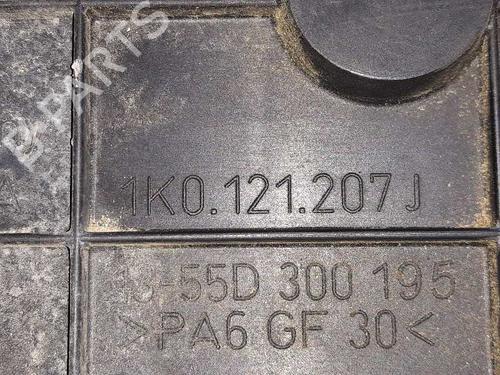 B-PARTS
1K0.121.207 J
-55D 300 195
>PA6 GF 30<